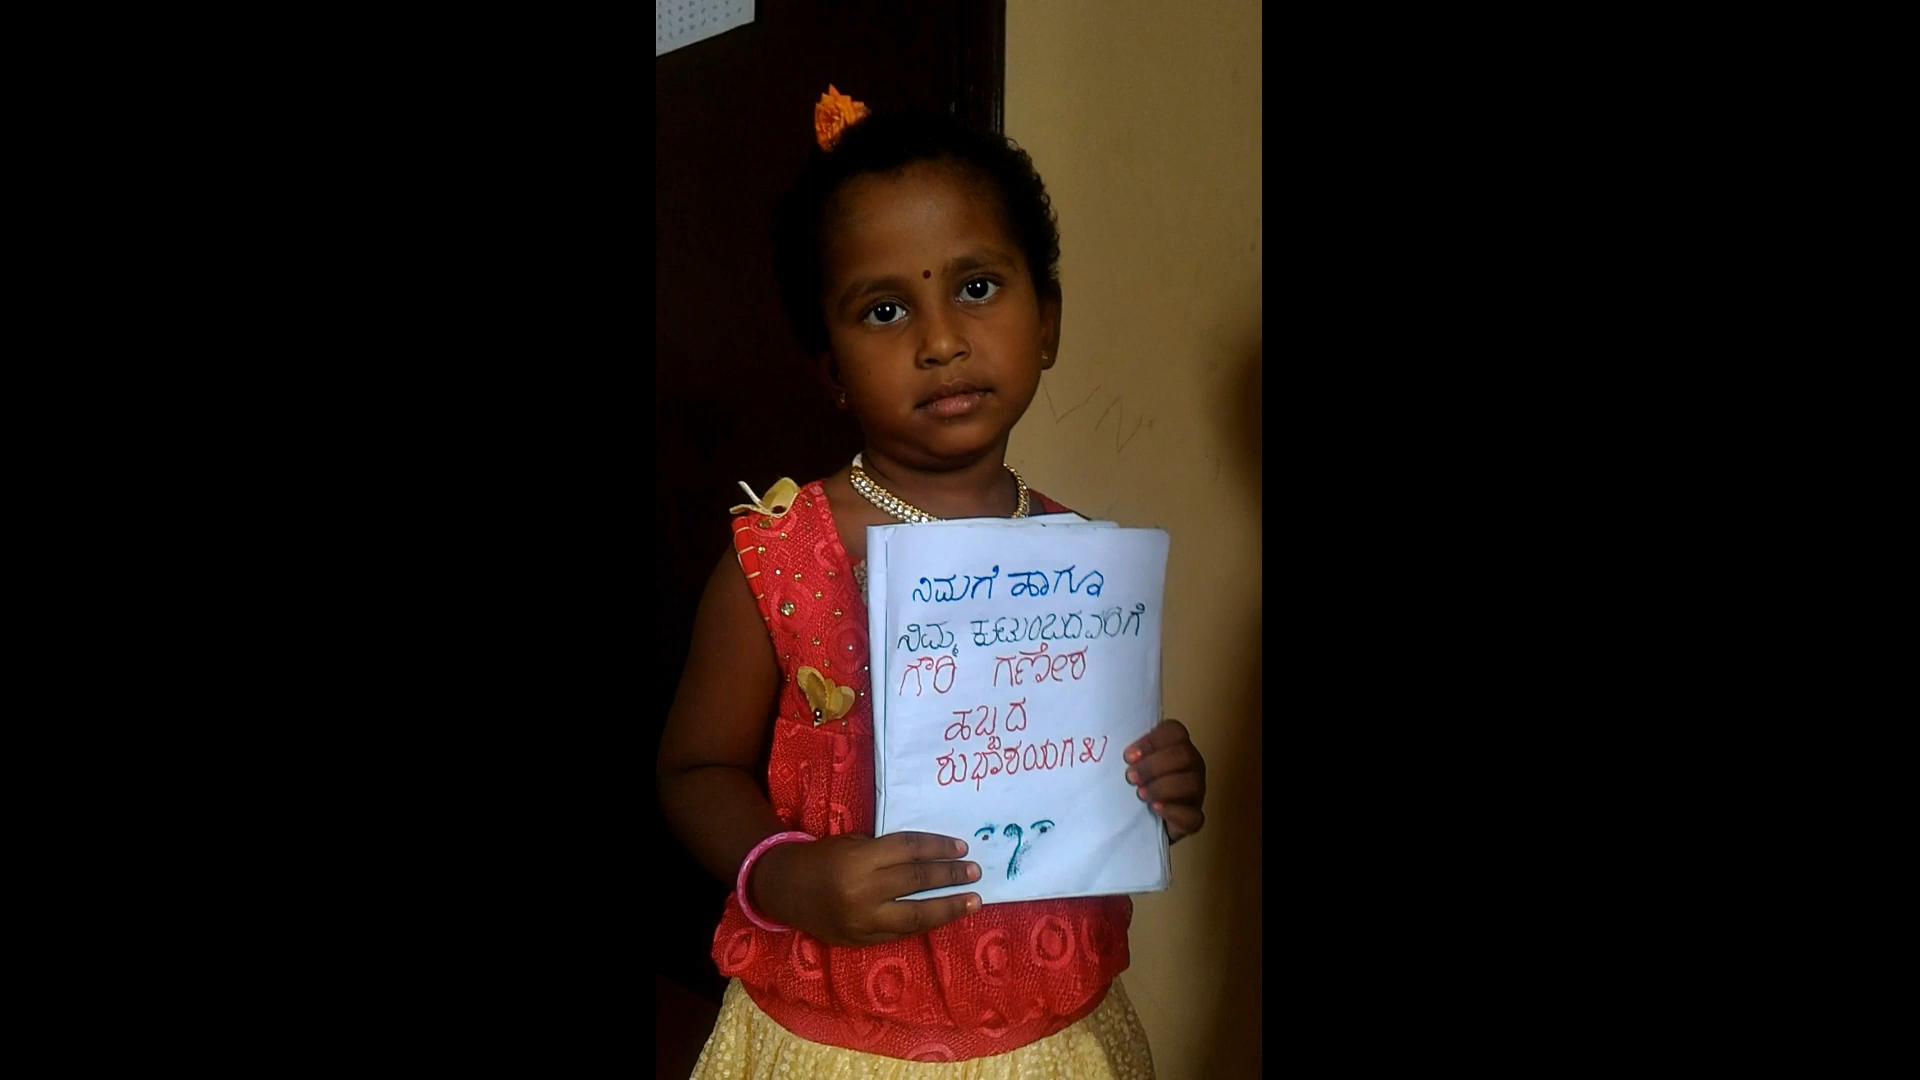 ನಿಮಗೆ ಹಾಗೂ
ನಿಮ್ಮ ಕುಟುಂಬದವರಿಗೆ
ಗೌರಿ ಗಣೇಶ
ಹಬ್ಬದ
ಶುಭಾಶಯಗಳು